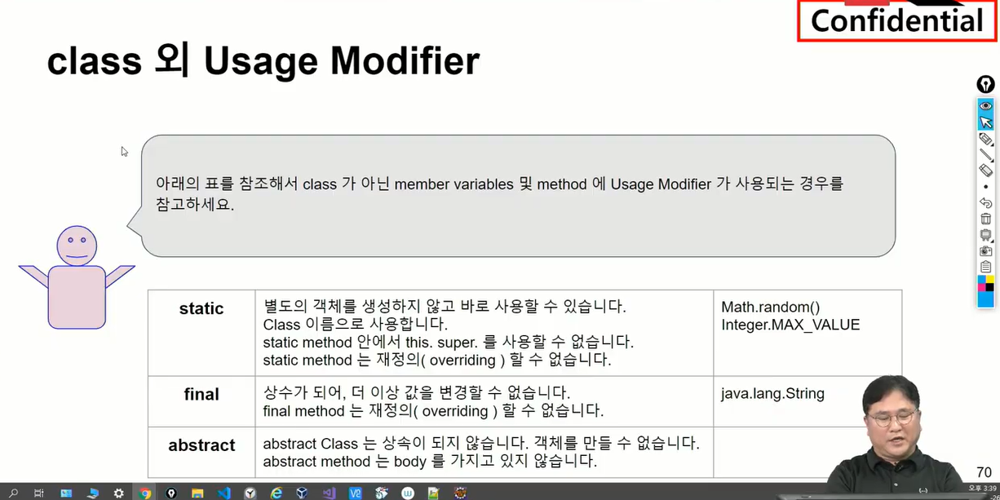 Confidential
class 외 Usage Modifier
아래의 표를 참조해서 class 가 아닌 member variables 및 method 에 Usage Modifier 가 사용되는 경우를
참고하세요.
static
별도의 객체를 생성하지 않고 바로 사용할 수 있습니다.
Class 이름으로 사용합니다.
static method 안에서 this. super. 를 사용할 수 없습니다.
static method 는 재정의( overriding ) 할 수 없습니다.
Math.random()
Integer.MAX_VALUE
final
상수가 되어, 더 이상 값을 변경할 수 없습니다.
final method 는 재정의( overriding ) 할 수 없습니다.
java.lang.String
abstract
abstract Class 는 상속이 되지 않습니다. 객체를 만들 수 없습니다.
abstract method 는 body 를 가지고 있지 않습니다.
70
오후 3:39